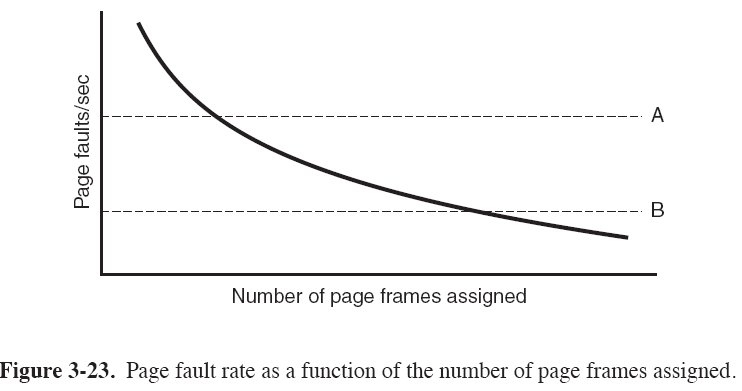 Page faults/sec
A
B
Number of page frames assigned
Figure 3-23. Page fault rate as a function of the number of page frames assigned.